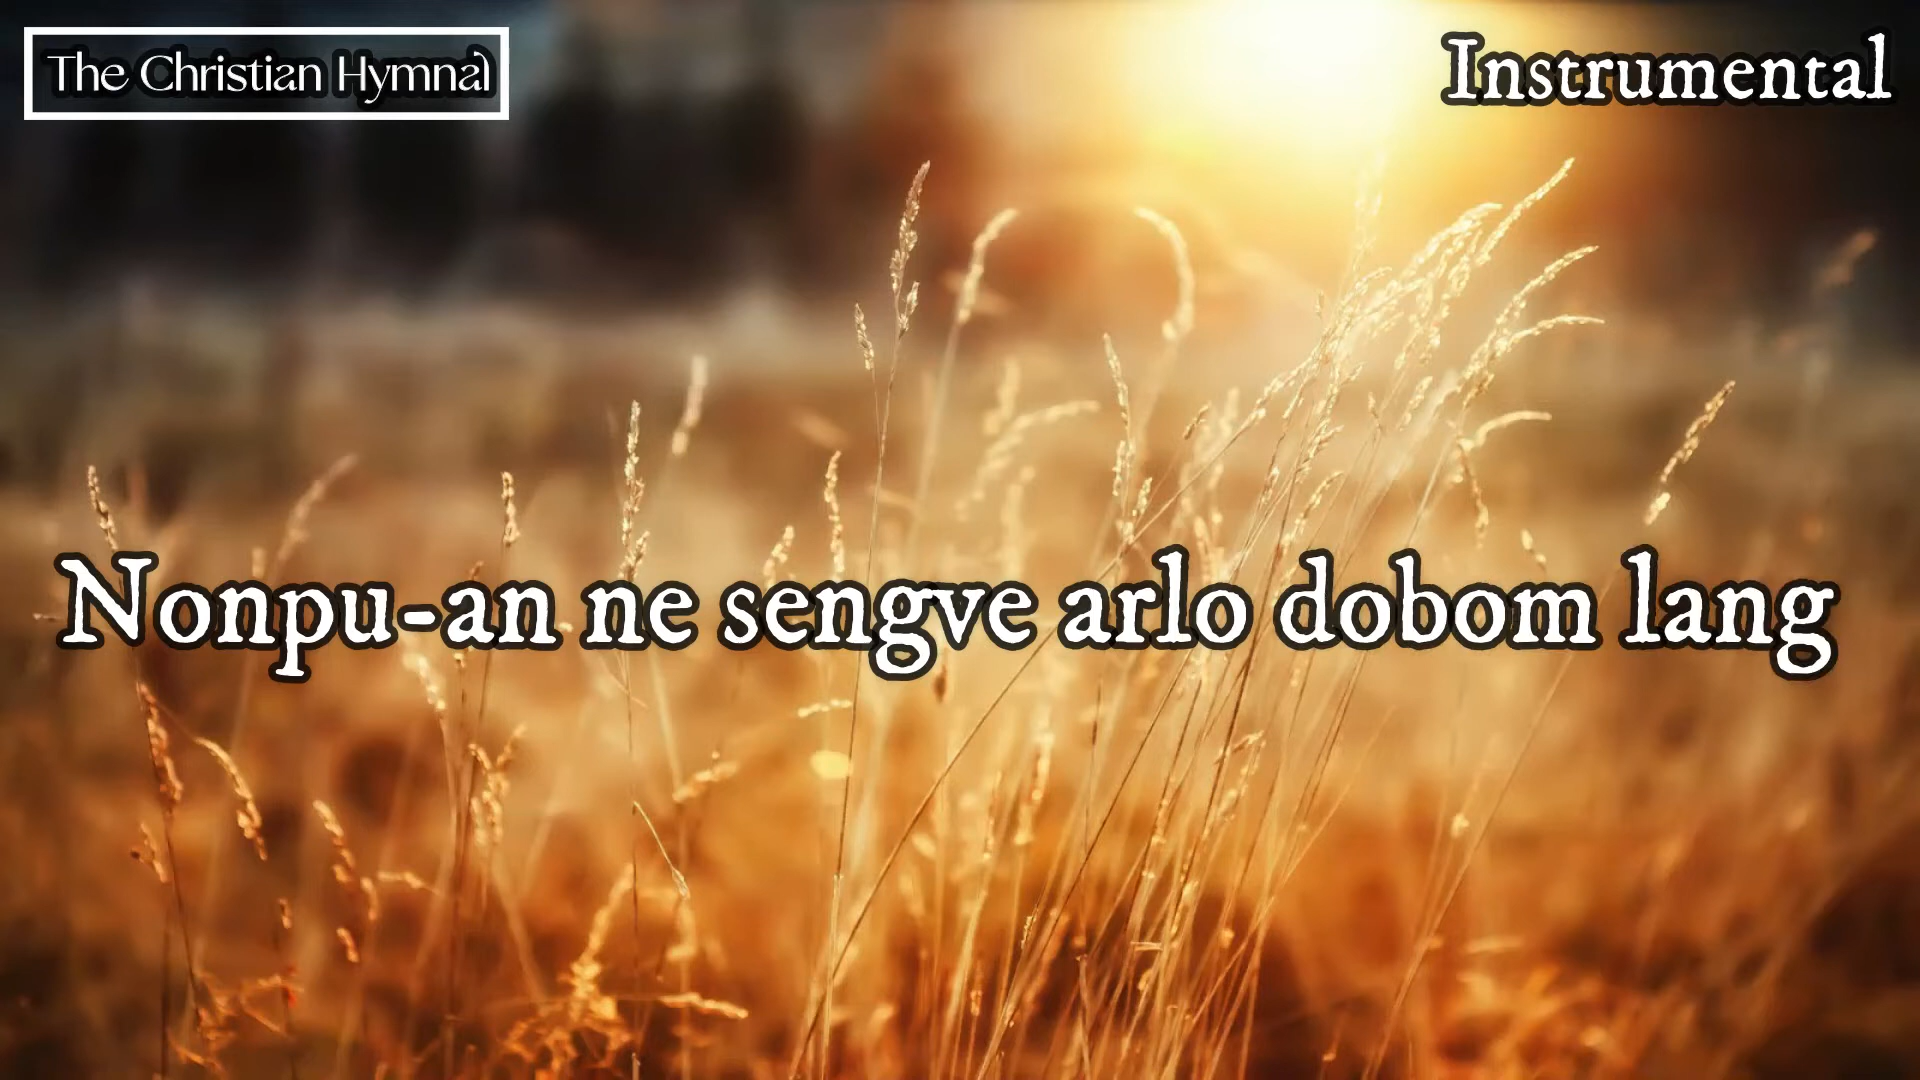 The Christian Hymnal
Instrumental
Nonpu-an ne sengve arlo dobom lang